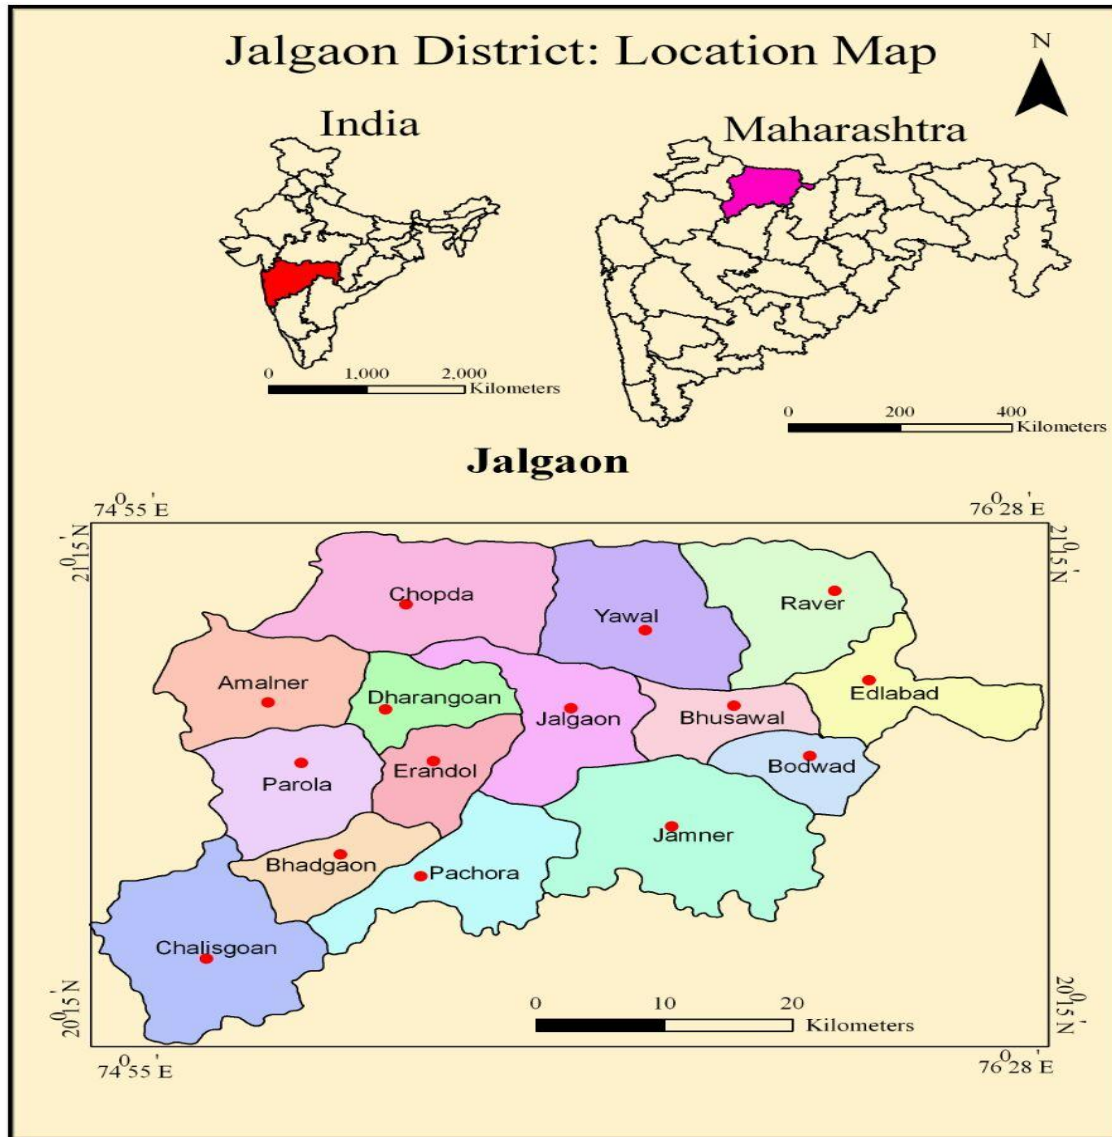 Jalgaon District: Location Map
N
India
Maharashtra
0 1,000 2,000
Kilometers
0 200 400
Kilometers
Jalgaon
74°55' E
76°28' E
21°15' N
21°15' N
Chopda
Yawal
Raver
Amalner
Dharangoan
Jalgaon
Bhusawal
Edlabad
Parola
Erandol
Bodwad
Jamner
Bhadgaon
Pachora
Chalisgoan
0 10 20
Kilometers
20°15' N
20°15' N
74°55' E
76°28' E